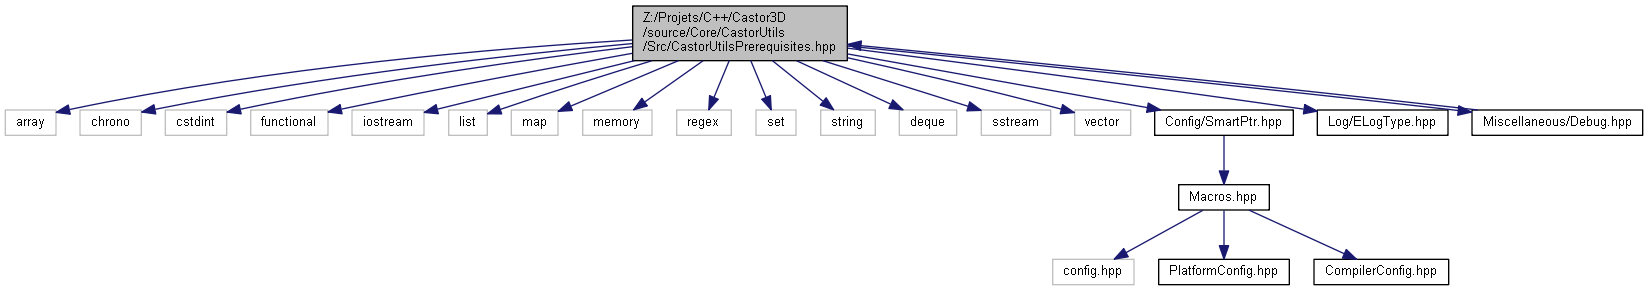 Z:/Projets/C++/Castor3D
/source/Core/CastorUtils
/Src/CastorUtilsPrerequisites.hpp
array
chrono
cstdint
functional
iostream
list
map
memory
regex
set
string
deque
sstream
vector
Config/SmartPtr.hpp
Log/ELogType.hpp
Miscellaneous/Debug.hpp
Macros.hpp
config.hpp
PlatformConfig.hpp
CompilerConfig.hpp